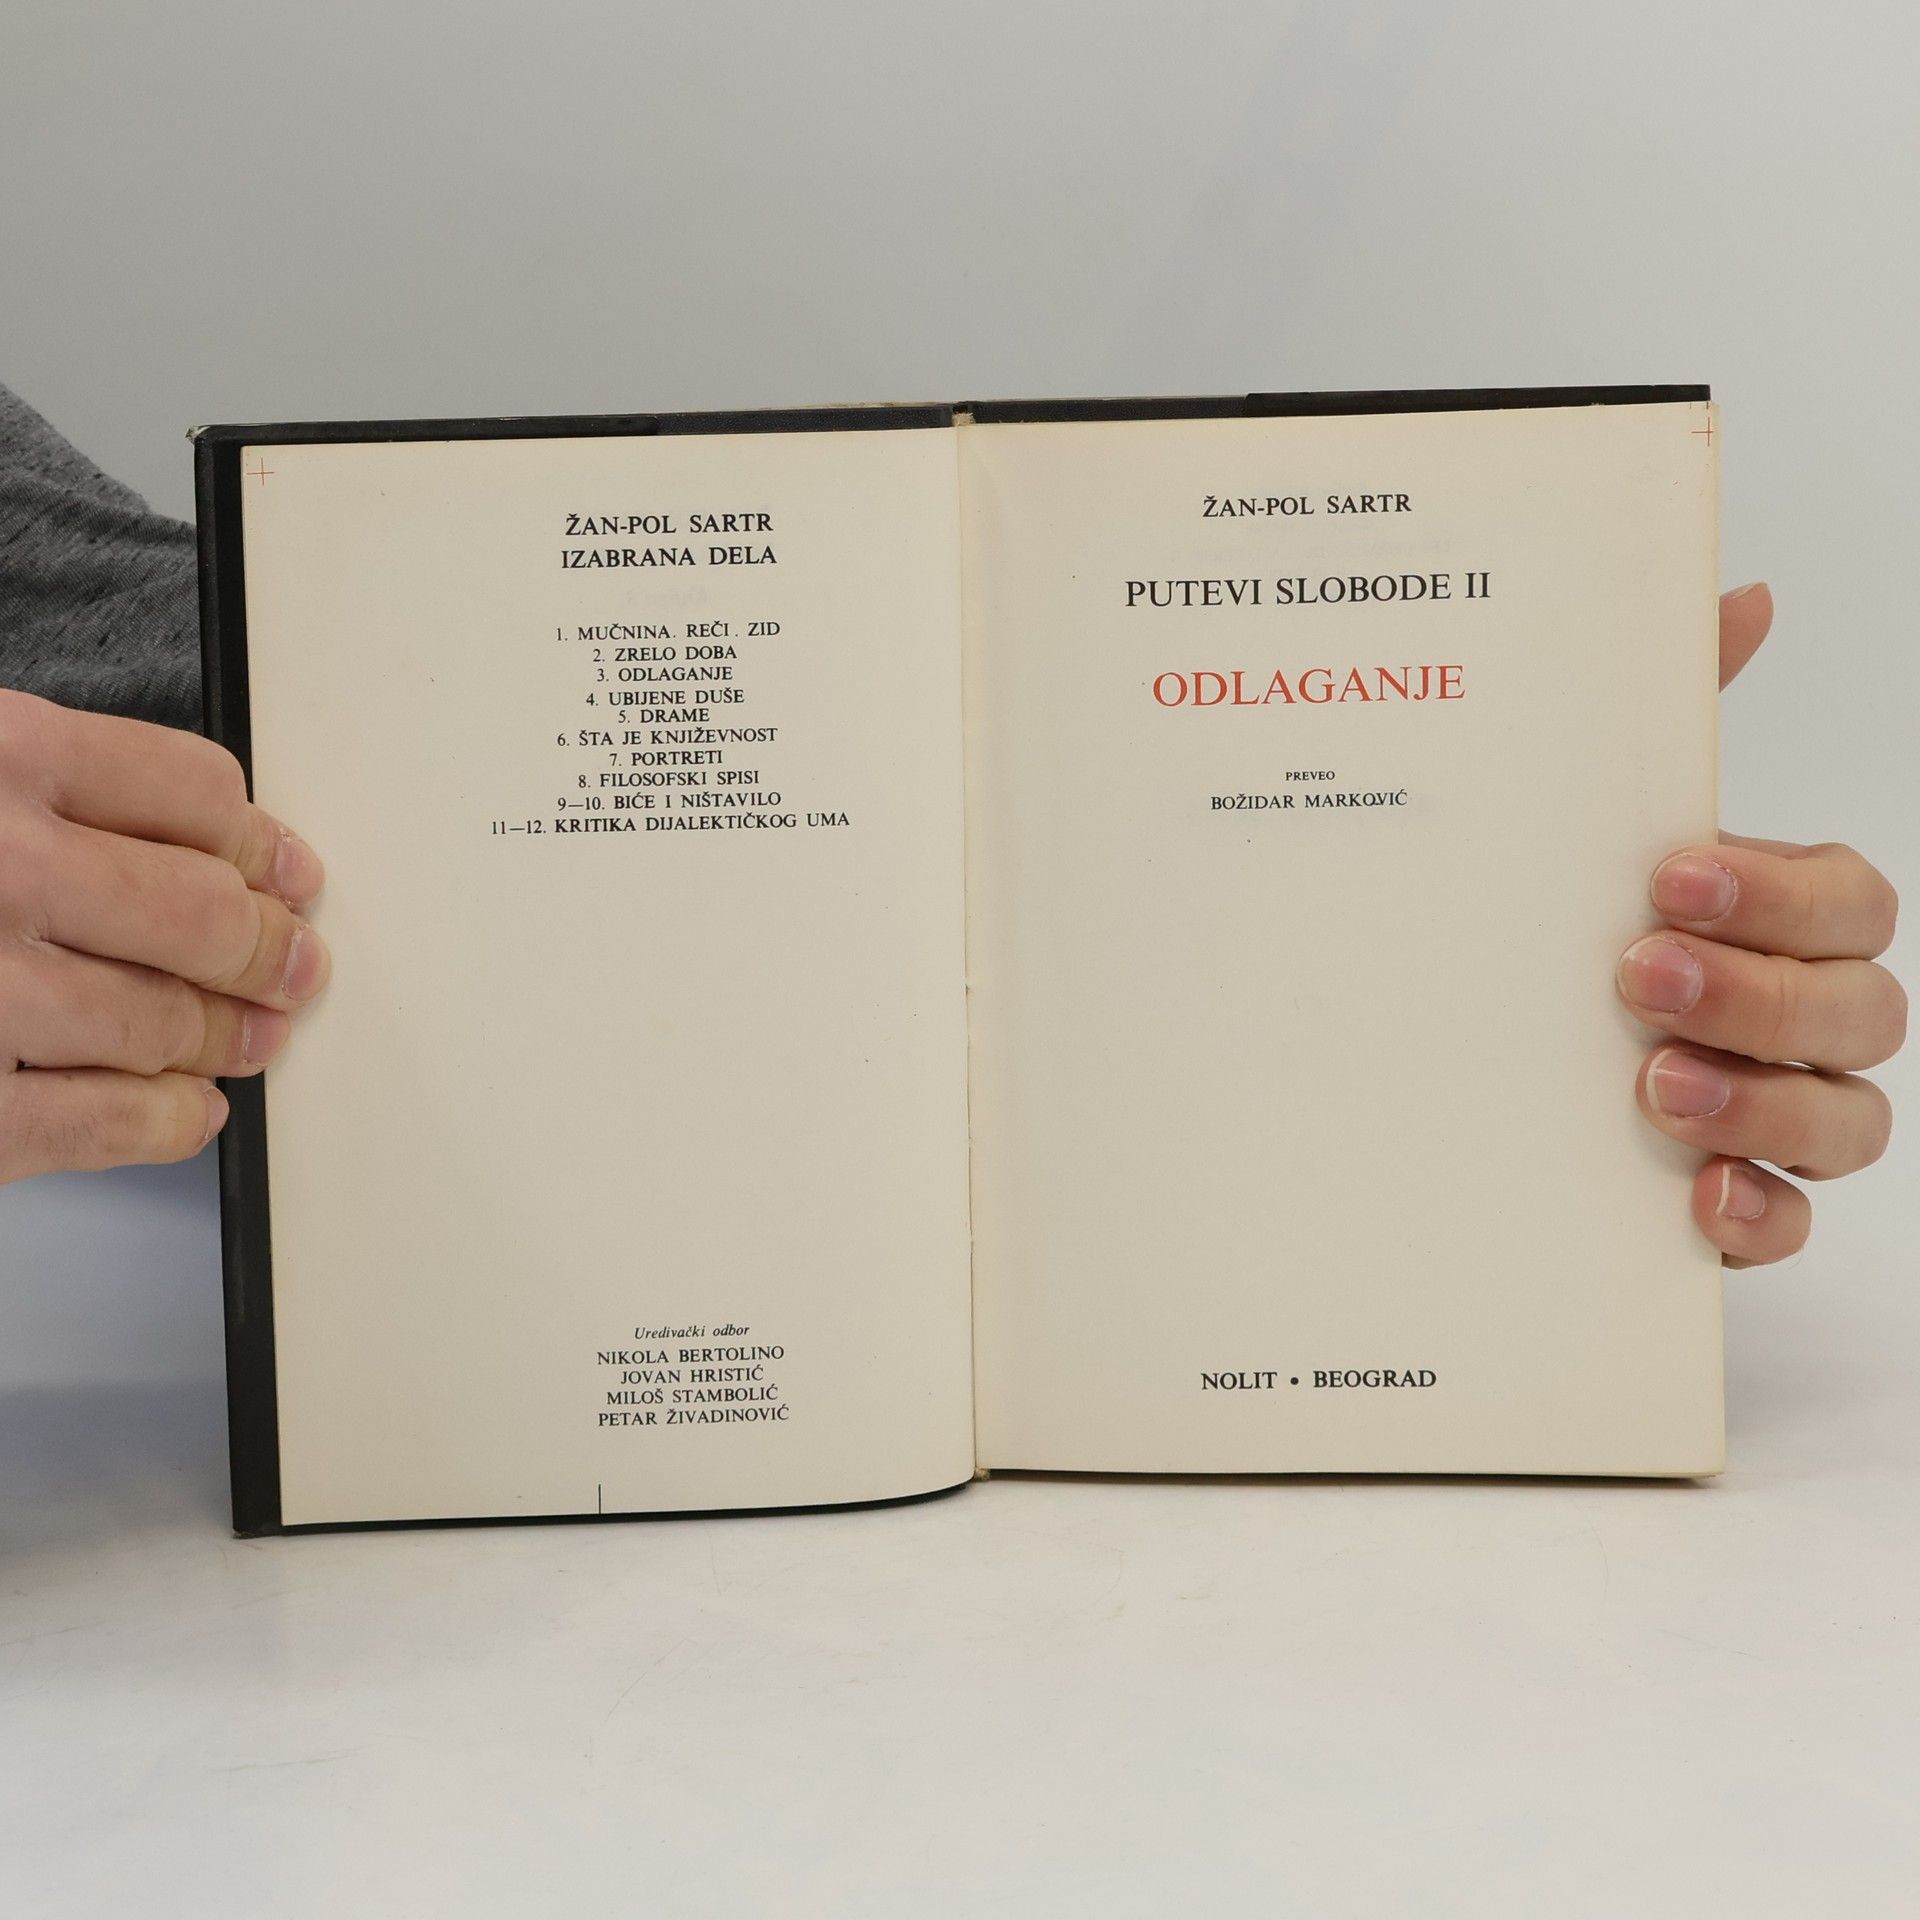 ŽAN-POL SARTR
IZABRANA DELA
1. MUČNINA. REČI. ZID
2. ZRELO DOBA
3. ODLAGANJE
4. UBIJENE DUŠE
5. DRAME
6. ŠTA JE KNJIŽEVNOST
7. PORTRETI
8. FILOSOFSKI SPISI
9—10. BIĆE I NIŠTAVILO
11—12. KRITIKA DIJALEKTIČKOG UMA
Uredivački odbor
NIKOLA BERTOLINO
JOVAN HRISTIĆ
MILOŠ STAMBOLIĆ
PETAR ŽIVADINOVIĆ
ŽAN-POL SARTR
PUTEVI SLOBODE II
ODLAGANJE
PREVEO
BOŽIDAR MARKOVIĆ
NOLIT • BEOGRAD